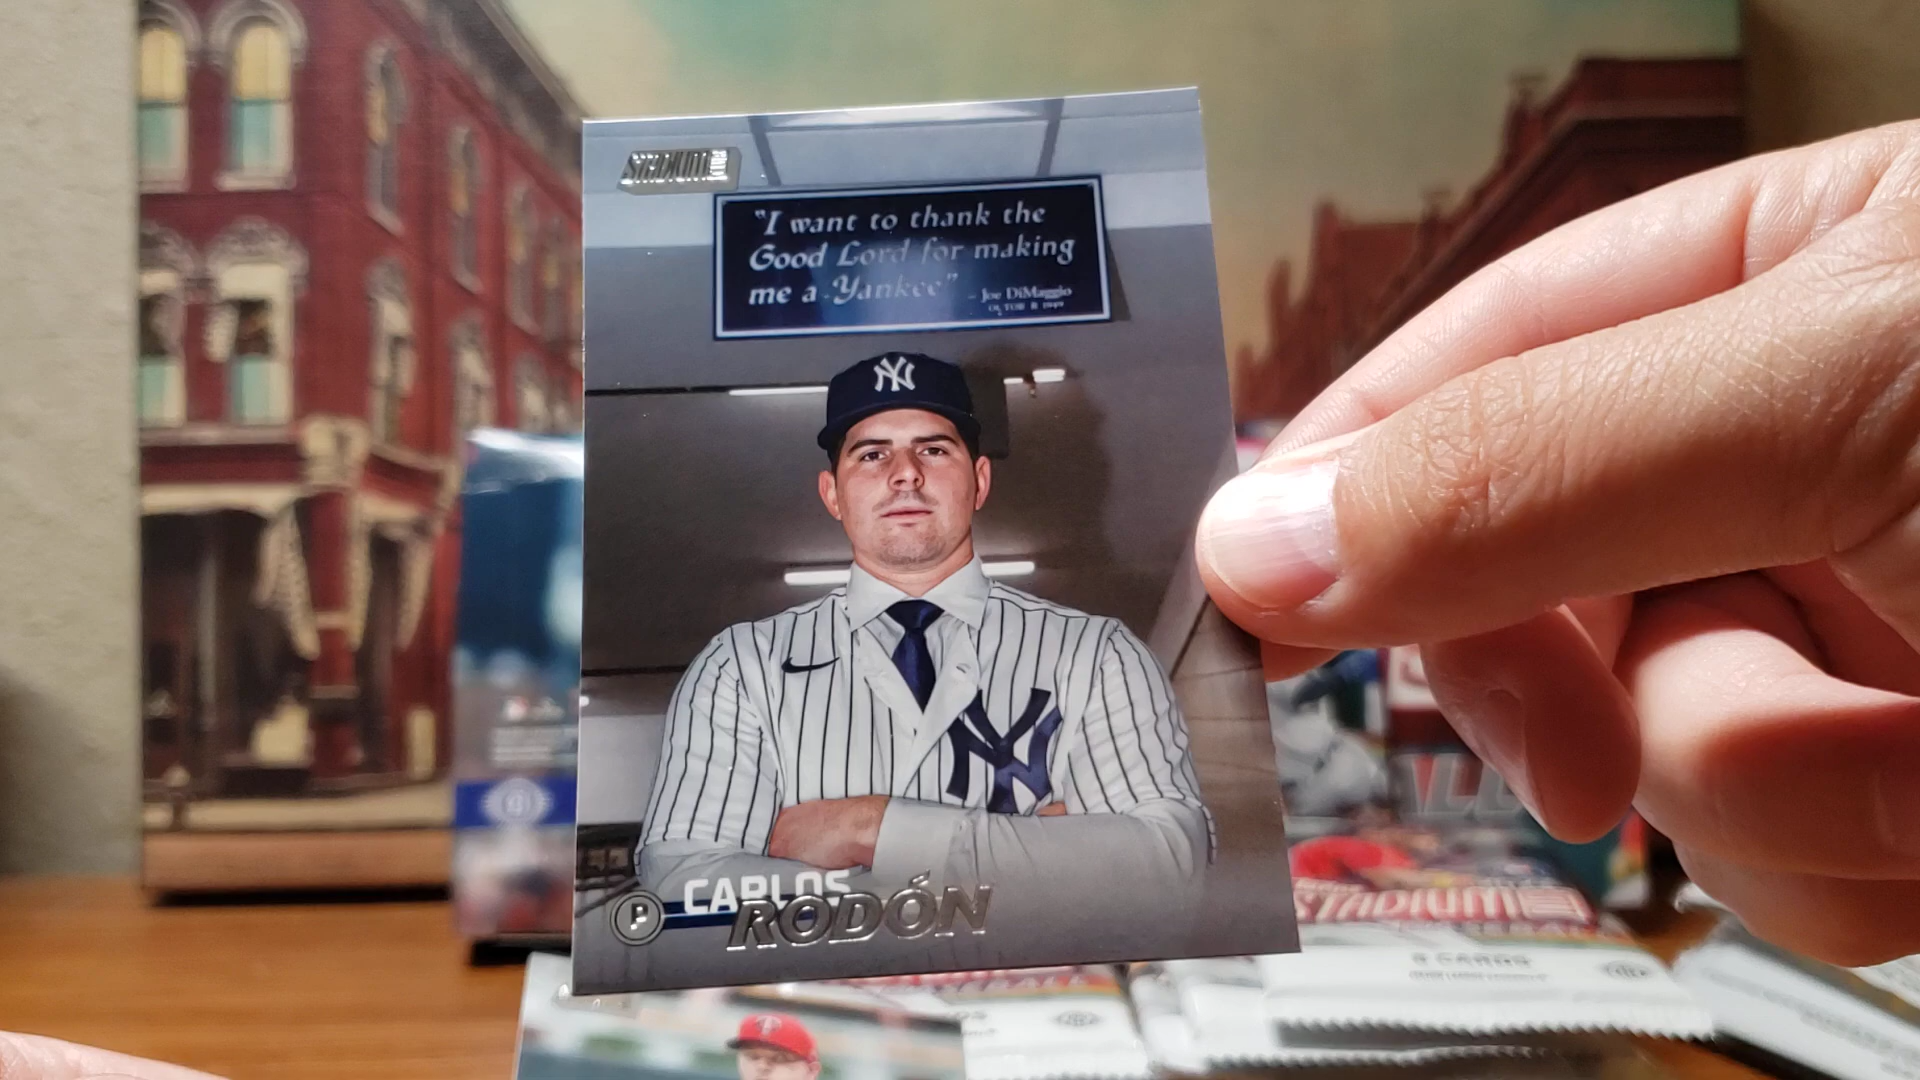 STADIUM CLUB
"I want to thank the
Good Lord for making
me a Yankee"
- Joe DiMaggio
NY
NY
P
CARLOS
RODÓN
STADIUM
8 CARDS
T